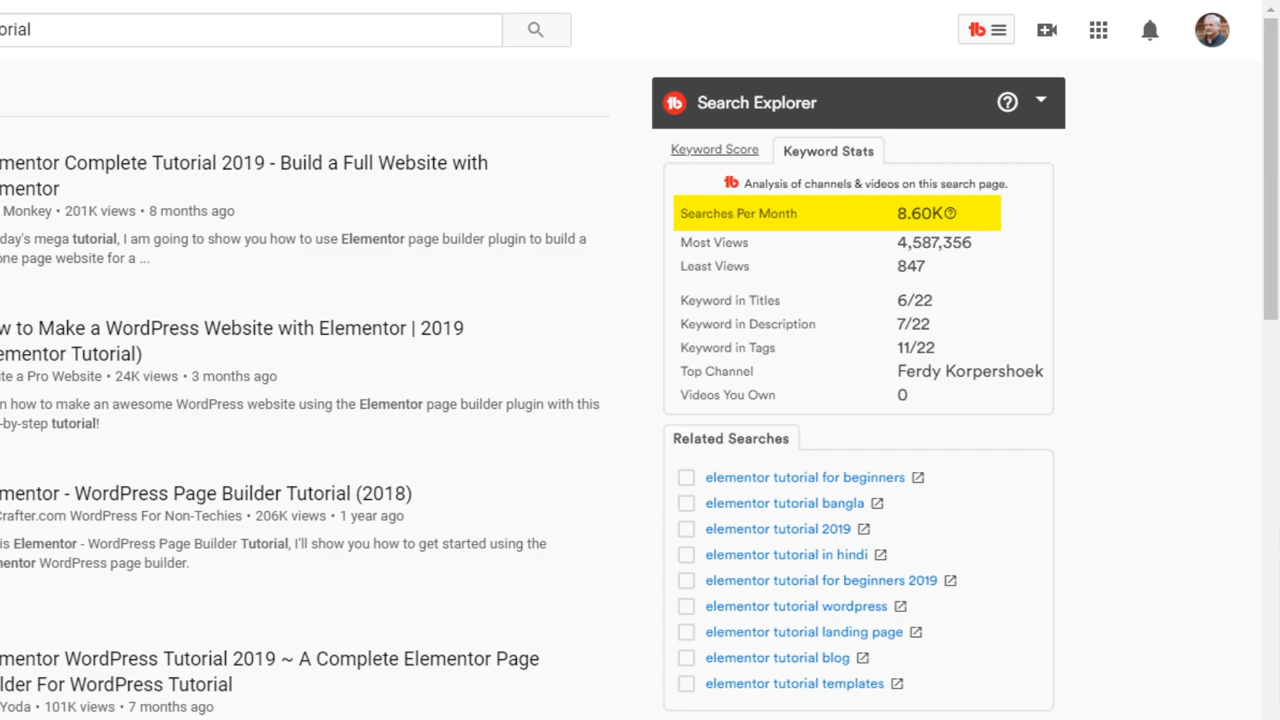 orial
Search Explorer
Keyword Score
Keyword Stats
Analysis of channels & videos on this search page.
Searches Per Month 8.60K
Most Views 4,587,356
Least Views 847
Keyword in Titles 6/22
Keyword in Description 7/22
Keyword in Tags 11/22
Top Channel Ferdy Korpershoek
Videos You Own 0
Related Searches
elementor tutorial for beginners
elementor tutorial bangla
elementor tutorial 2019
elementor tutorial in hindi
elementor tutorial for beginners 2019
elementor tutorial wordpress
elementor tutorial landing page
elementor tutorial blog
elementor tutorial templates
mentor Complete Tutorial 2019 - Build a Full Website with
mentor
Monkey • 201K views • 8 months ago
day's mega tutorial, I am going to show you how to use Elementor page builder plugin to build a
one page website for a ...
w to Make a WordPress Website with Elementor | 2019
ementor Tutorial)
te a Pro Website • 24K views • 3 months ago
n how to make an awesome WordPress website using the Elementor page builder plugin with this
-by-step tutorial!
mentor - WordPress Page Builder Tutorial (2018)
Crafter.com WordPress For Non-Techies • 206K views • 1 year ago
is Elementor - WordPress Page Builder Tutorial, I'll show you how to get started using the
mentor WordPress page builder.
mentor WordPress Tutorial 2019 ~ A Complete Elementor Page
lder For WordPress Tutorial
Yoda • 101K views • 7 months ago